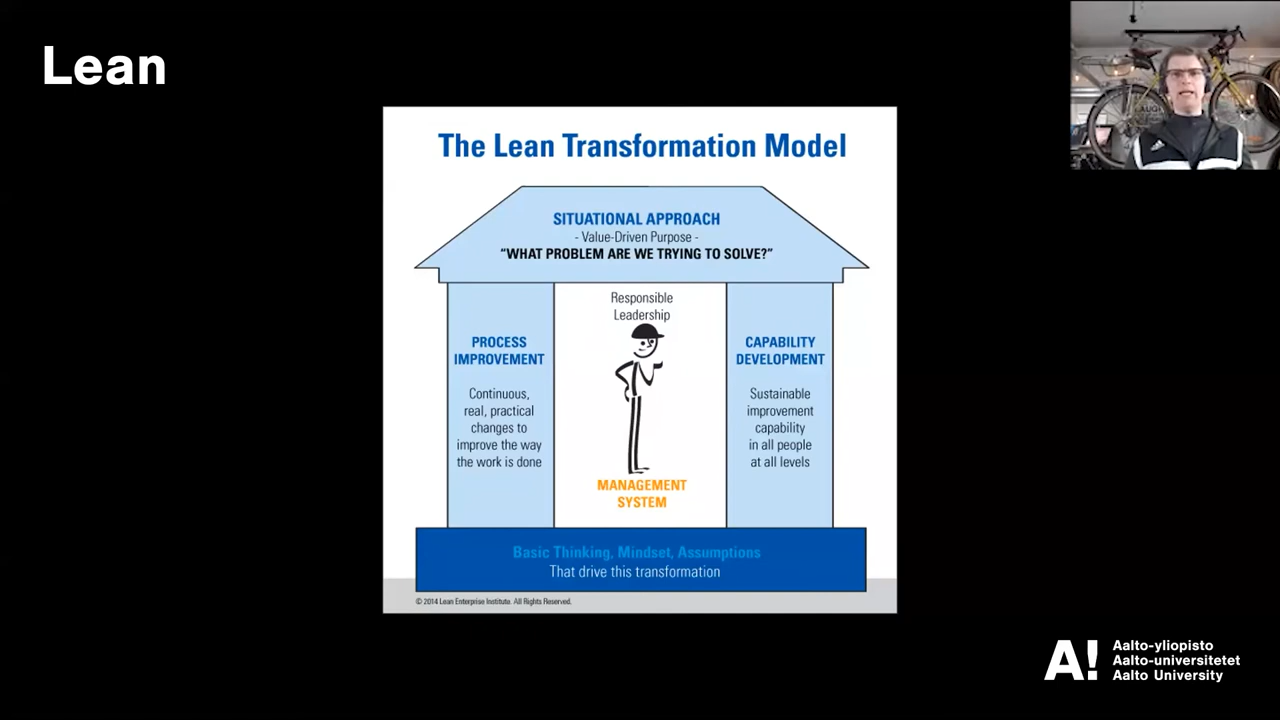 Lean
The Lean Transformation Model
SITUATIONAL APPROACH
- Value-Driven Purpose -
“WHAT PROBLEM ARE WE TRYING TO SOLVE?”
Responsible
Leadership
PROCESS
IMPROVEMENT
Continuous,
real, practical
changes to
improve the way
the work is done
MANAGEMENT
SYSTEM
CAPABILITY
DEVELOPMENT
Sustainable
improvement
capability
in all people
at all levels
Basic Thinking, Mindset, Assumptions
That drive this transformation
© 2014 Lean Enterprise Institute. All Rights Reserved.
A!
Aalto-yliopisto
Aalto-universitetet
Aalto University